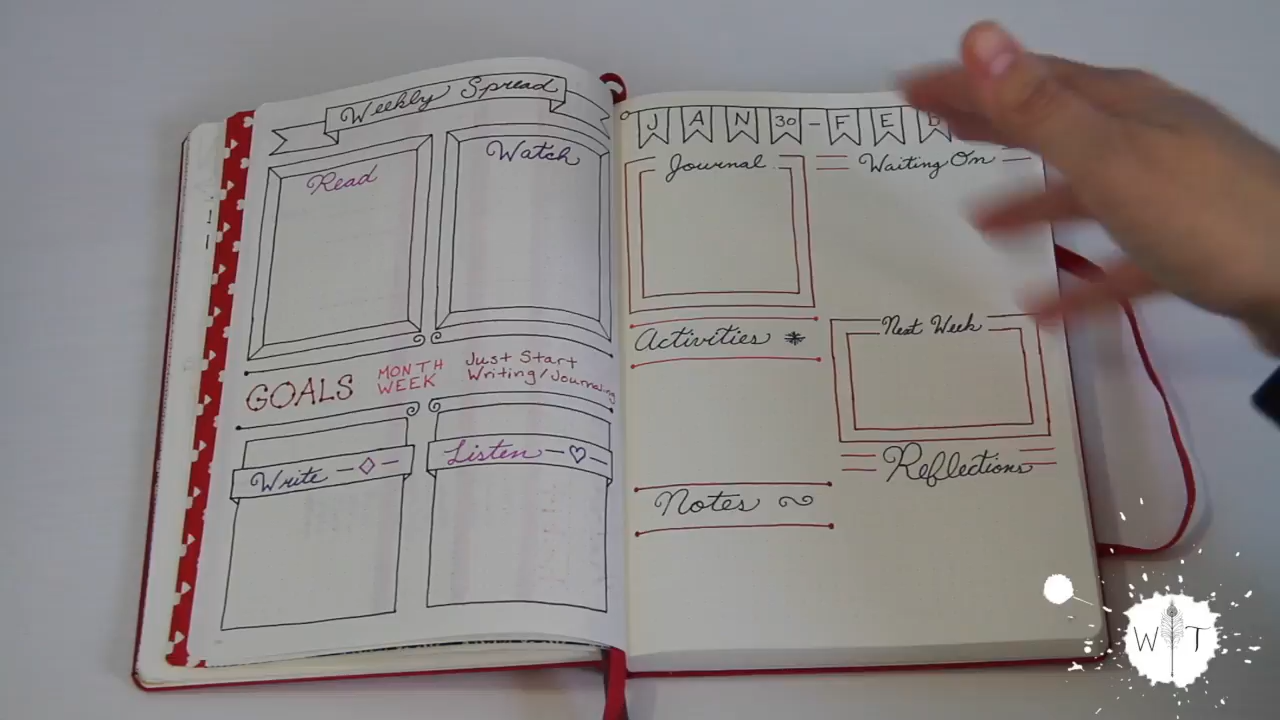 Weekly Spread
Read
Watch
GOALS
MONTH
WEEK
Just Start
Writing/Journaling
Write
Listen
JAN 30 - FEB
Journal
Waiting On
Activities
Next Week
Reflections
Notes
W T